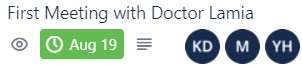 First Meeting with Doctor Lamia
Aug 19 KD M YH